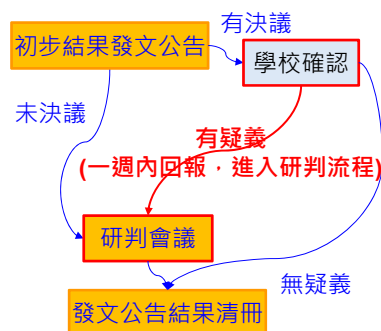 有決議
初步結果發文公告
學校確認
未決議
有疑義
(一週內回報，進入研判流程)
研判會議
無疑義
發文公告結果清冊